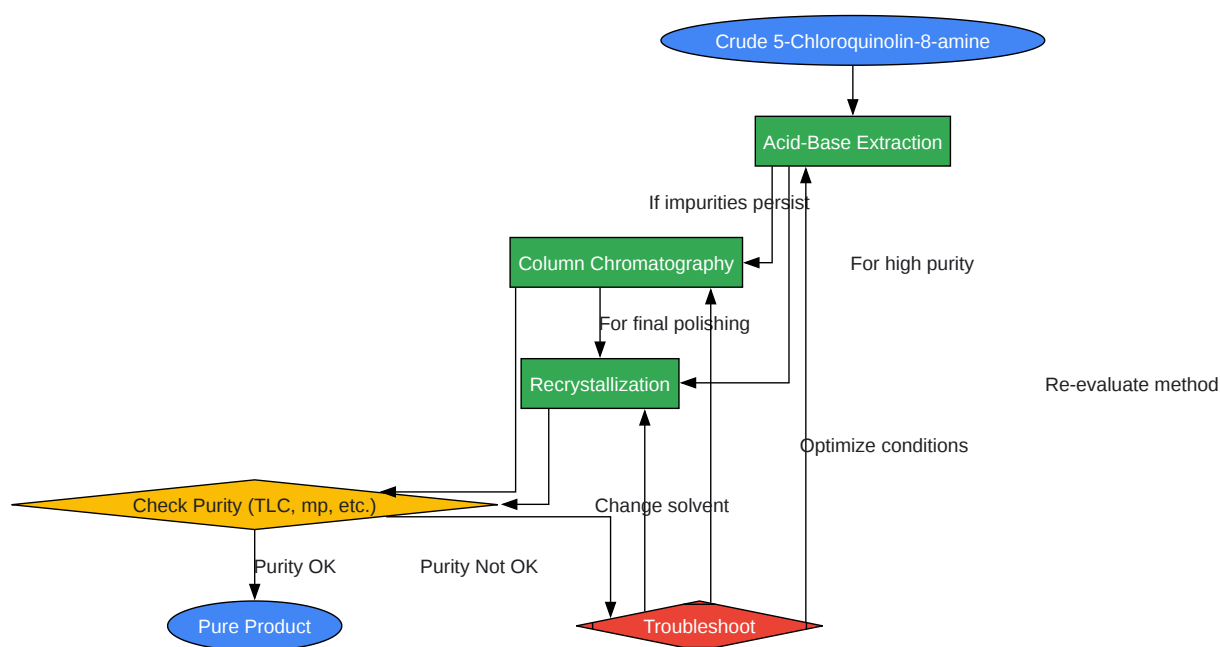 Crude 5-Chloroquinolin-8-amine
Acid-Base Extraction
If impurities persist
Column Chromatography
For high purity
For final polishing
Recrystallization
Re-evaluate method
Optimize conditions
Check Purity (TLC, mp, etc.)
Change solvent
Purity OK
Purity Not OK
Pure Product
Troubleshoot